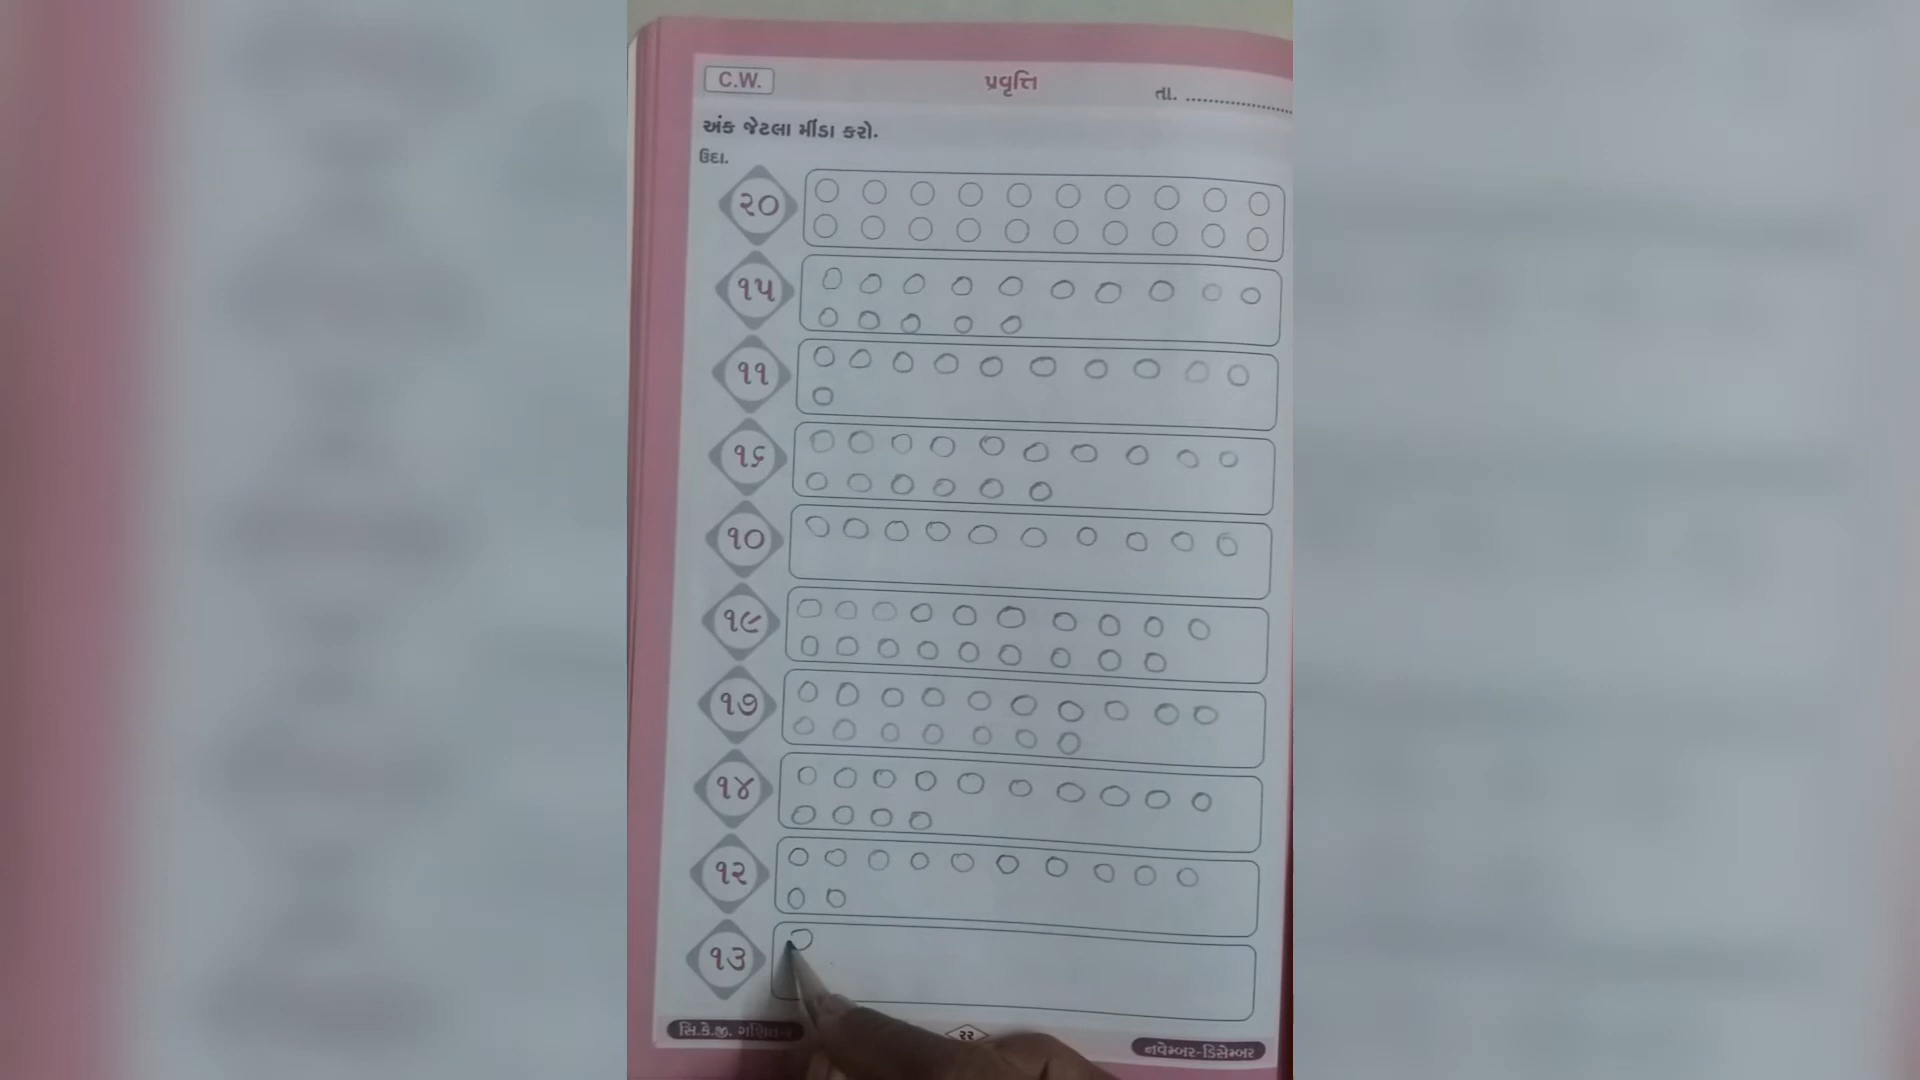 C.W.
પ્રવૃત્તિ
તા. ....................
અંક જેટલા મીંડા કરો.
ઉદા.
૨૦
૧૫
૧૧
૧૬
૧૦
૧૯
૧૭
૧૪
૧૨
૧૩
સિ.કે.જી. ગણિત
૨૨
નવેમ્બર-ડિસેમ્બર